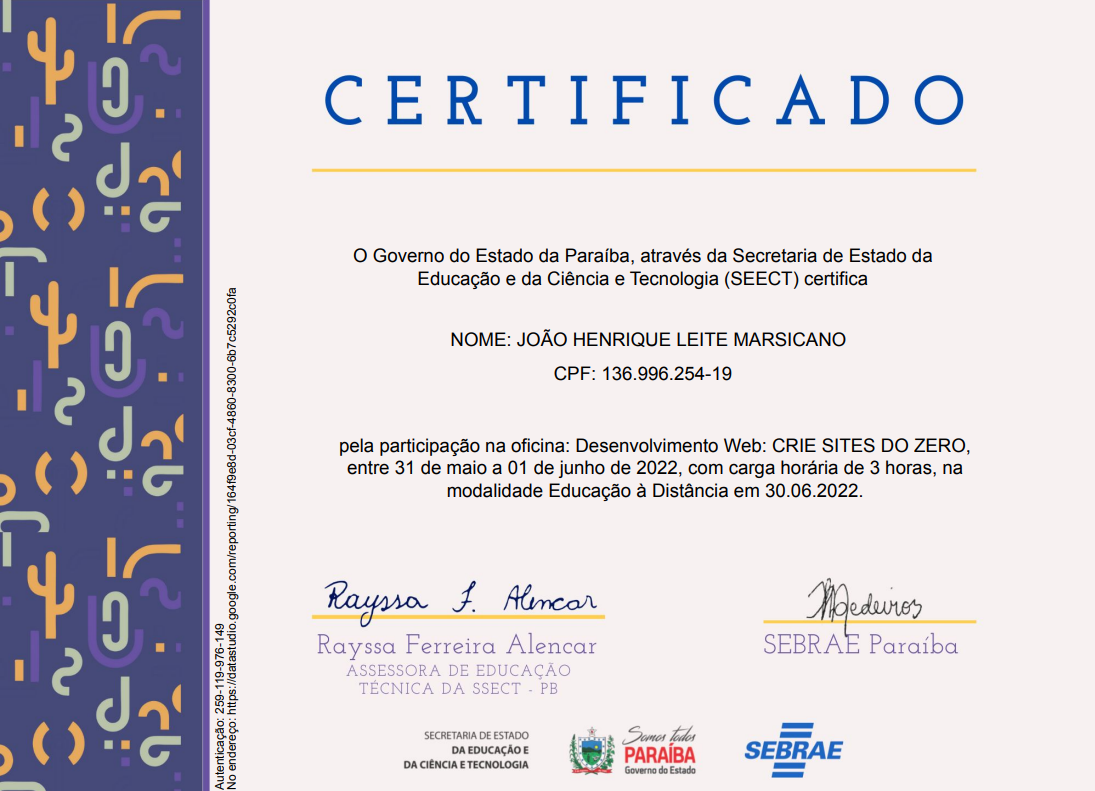 CERTIFICADO
O Governo do Estado da Paraíba, através da Secretaria de Estado da
Educação e da Ciência e Tecnologia (SEECT) certifica
NOME: JOÃO HENRIQUE LEITE MARSICANO
CPF: 136.996.254-19
pela participação na oficina: Desenvolvimento Web: CRIE SITES DO ZERO,
entre 31 de maio a 01 de junho de 2022, com carga horária de 3 horas, na
modalidade Educação à Distância em 30.06.2022.
Autenticação: 259-119-976-149
No endereço: https://datastudio.google.com/reporting/164f9e8d-03cf-4860-8300-6b7c5292c0fa
Rayssa F. Alencar
Rayssa Ferreira Alencar
ASSESSORA DE EDUCAÇÃO
TÉCNICA DA SSECT - PB
Medeiros
SEBRAE Paraíba
SECRETARIA DE ESTADO
DA EDUCAÇÃO E
DA CIÊNCIA E TECNOLOGIA
Somos todos
PARAÍBA
Governo do Estado
SEBRAE